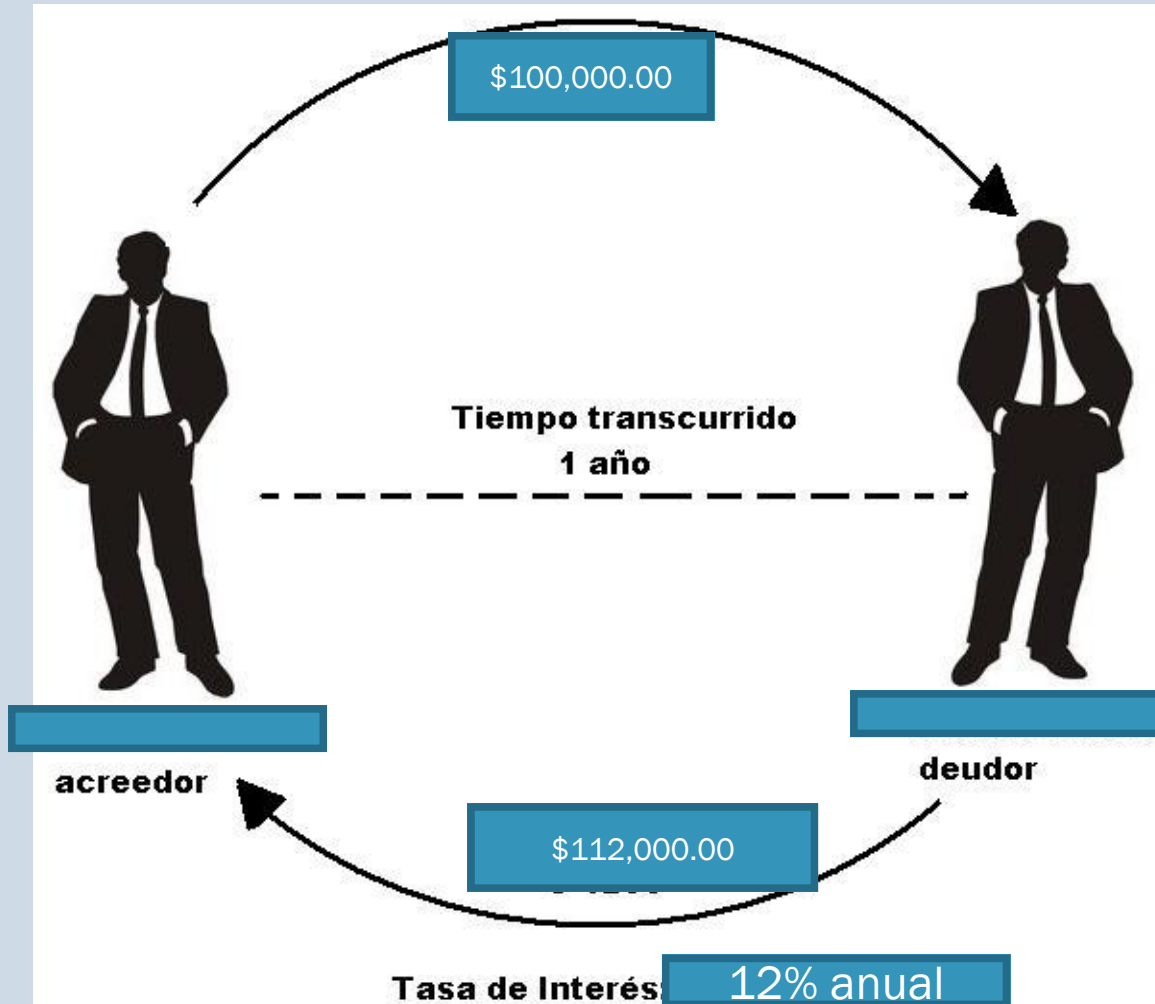 $100,000.00
Tiempo transcurrido
1 año
acreedor
deudor
$112,000.00
Tasa de Interés:
12% anual